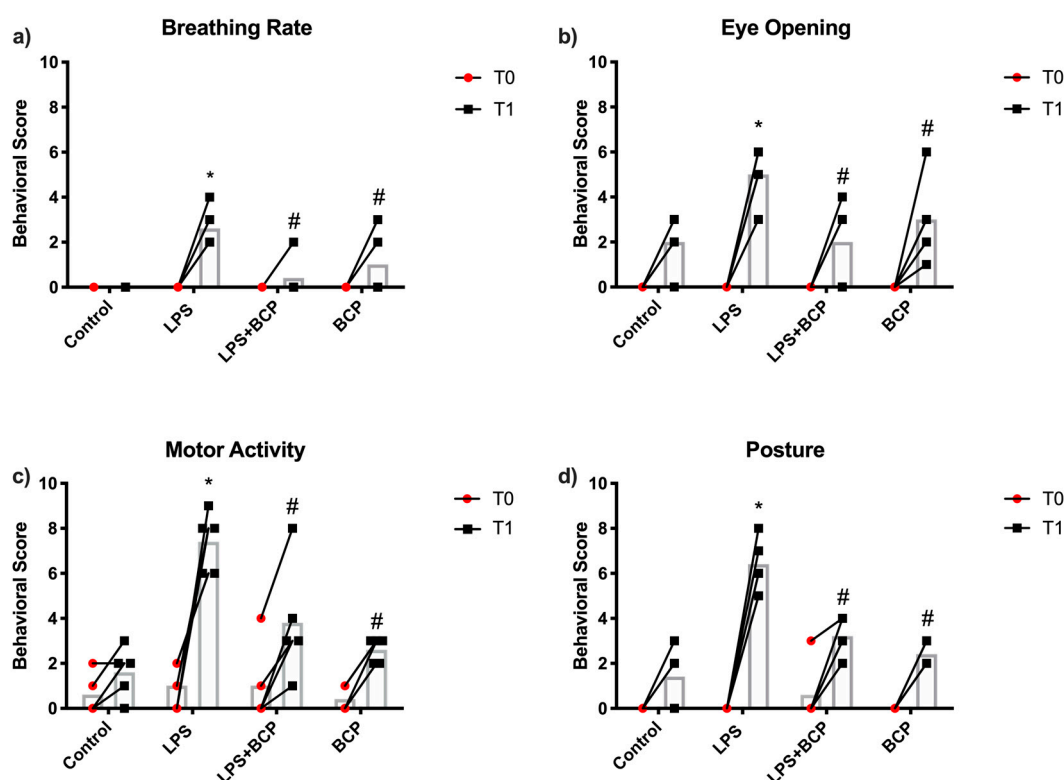 a)
Breathing Rate
Behavioral Score
10
8
6
4
2
0
*
#
#
T0
T1
Control
LPS
LPS+BCP
BCP
b)
Eye Opening
Behavioral Score
10
8
6
4
2
0
*
#
#
T0
T1
Control
LPS
LPS+BCP
BCP
c)
Motor Activity
Behavioral Score
10
8
6
4
2
0
*
#
#
T0
T1
Control
LPS
LPS+BCP
BCP
d)
Posture
Behavioral Score
10
8
6
4
2
0
*
#
#
T0
T1
Control
LPS
LPS+BCP
BCP